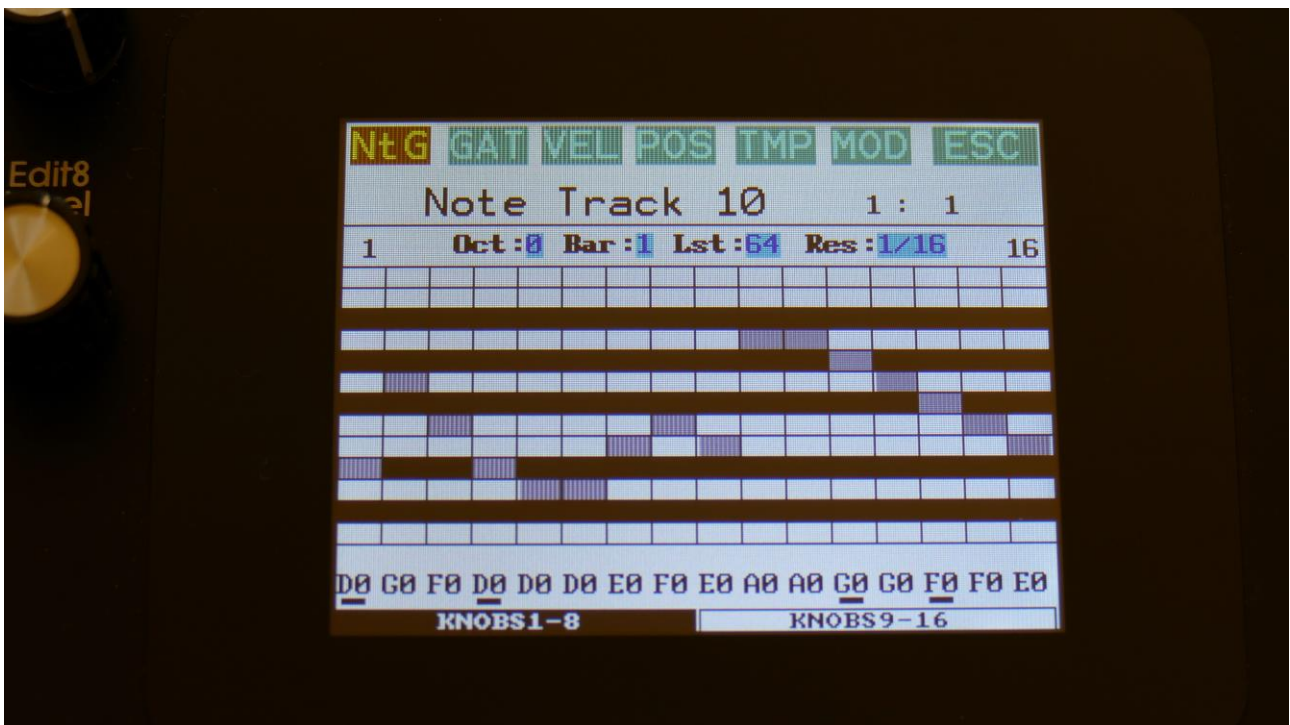 NtG GAT VEL POS TMP MOD ESC
Edit8
el
Note Track 10 1: 1
1 Oct:0 Bar:1 Lst:64 Res:1/16 16
D0 G0 F0 D0 D0 D0 E0 F0 E0 A0 A0 G0 G0 F0 F0 E0
KNOBS1-8 KNOBS9-16